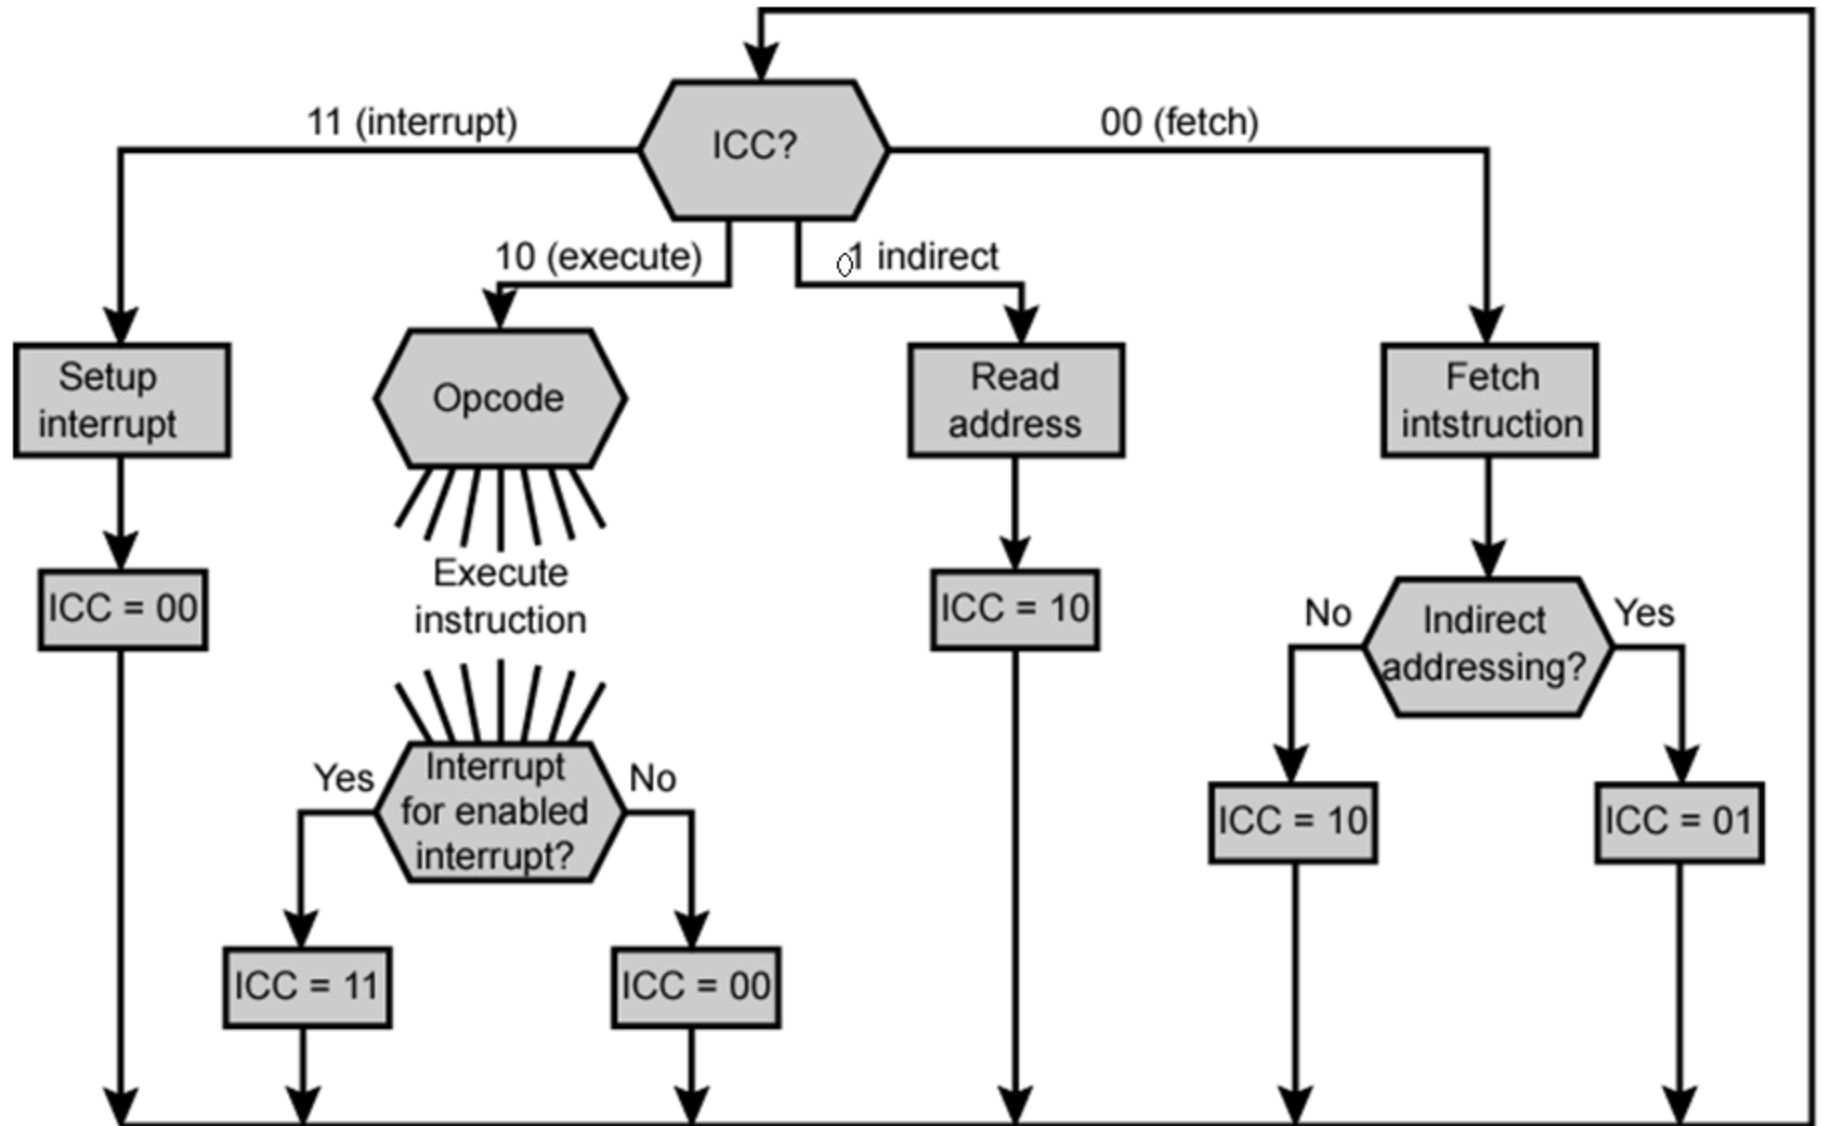 11 (interrupt)
ICC?
00 (fetch)
10 (execute)
01 indirect
Setup
interrupt
Opcode
Read
address
Fetch
intstruction
ICC = 00
Execute
instruction
ICC = 10
No
Indirect
addressing?
Yes
Yes
Interrupt
for enabled
interrupt?
No
ICC = 10
ICC = 01
ICC = 11
ICC = 00